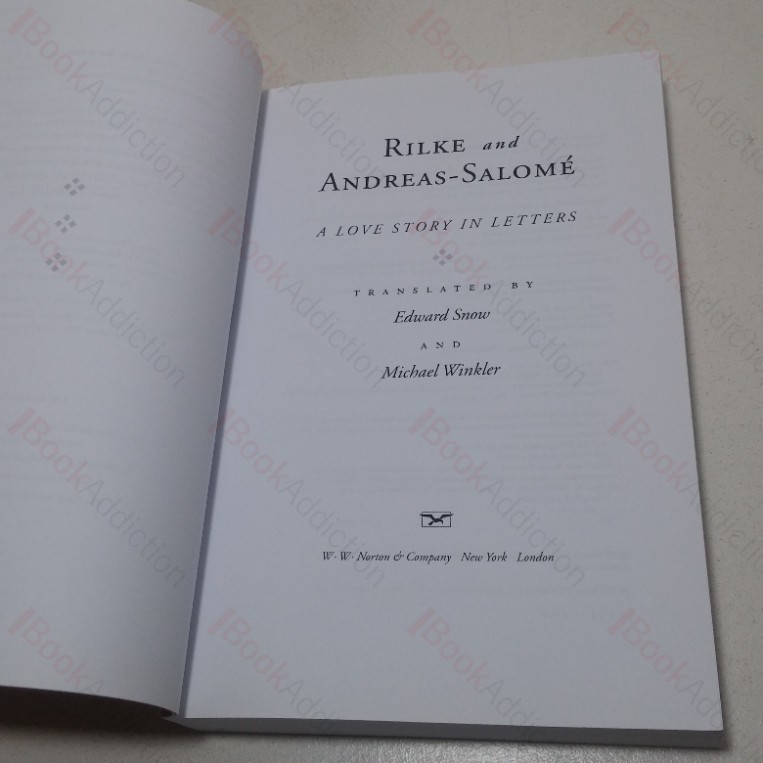 RILKE and
ANDREAS-SALOMÉ
A LOVE STORY IN LETTERS
TRANSLATED BY
Edward Snow
AND
Michael Winkler
W. W. Norton & Company New York London
BookAddiction